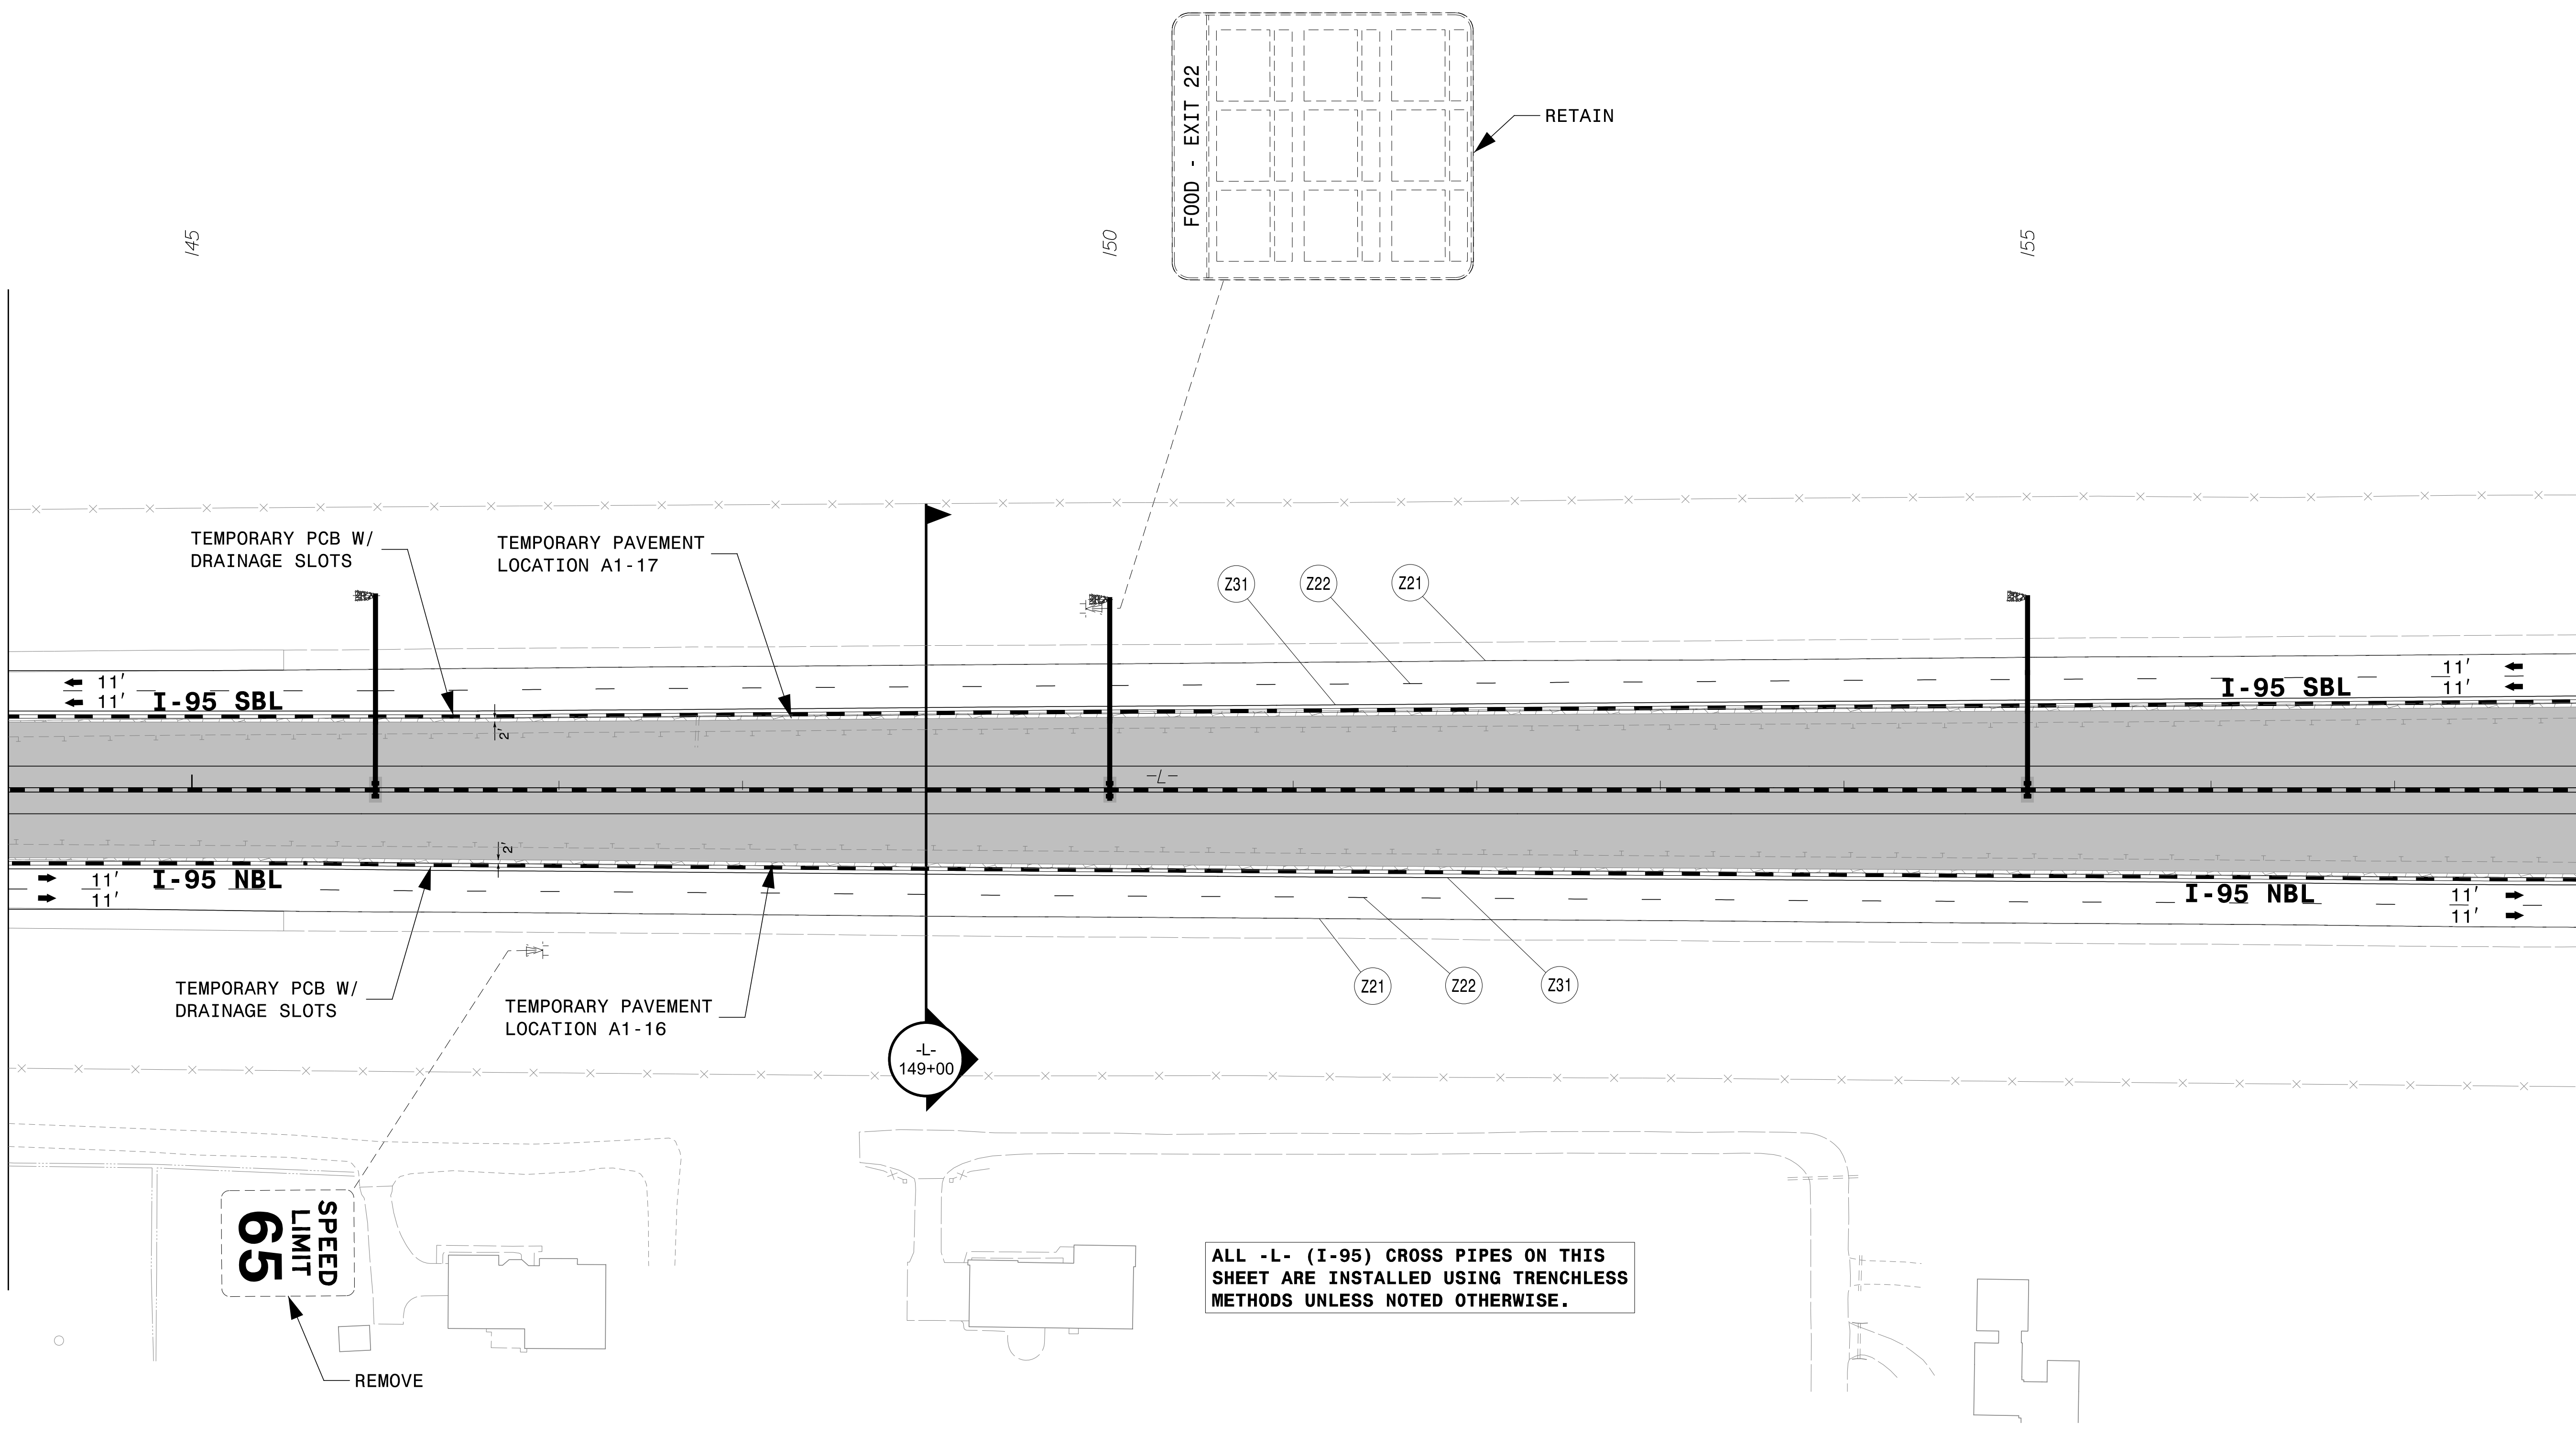 FOOD - EXIT 22
RETAIN
145
150
155
TEMPORARY PCB W/
DRAINAGE SLOTS
TEMPORARY PAVEMENT
LOCATION A1-17
Z31
Z22
Z21
11'
11'
I-95 SBL
11'
11'
I-95 SBL
2'
-L-
2'
11'
11'
I-95 NBL
I-95 NBL
11'
11'
TEMPORARY PCB W/
DRAINAGE SLOTS
TEMPORARY PAVEMENT
LOCATION A1-16
Z21
Z22
Z31
-L-
149+00
SPEED
LIMIT
65
REMOVE
ALL -L- (I-95) CROSS PIPES ON THIS
SHEET ARE INSTALLED USING TRENCHLESS
METHODS UNLESS NOTED OTHERWISE.